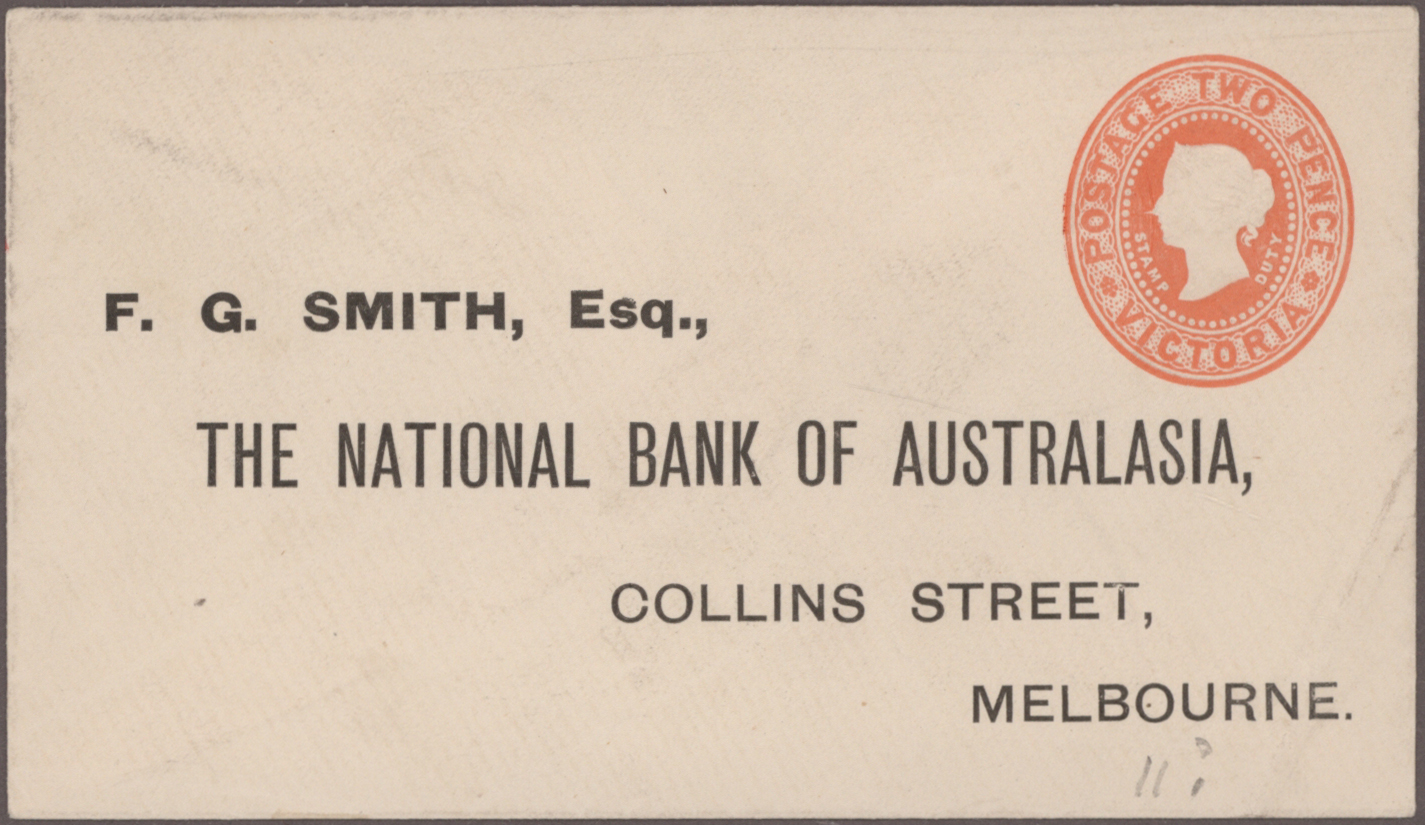 POSTAGE TWO PENCE
STAMP DUTY
VICTORIA
F. G. SMITH, Esq.,
THE NATIONAL BANK OF AUSTRALASIA,
COLLINS STREET,
MELBOURNE.